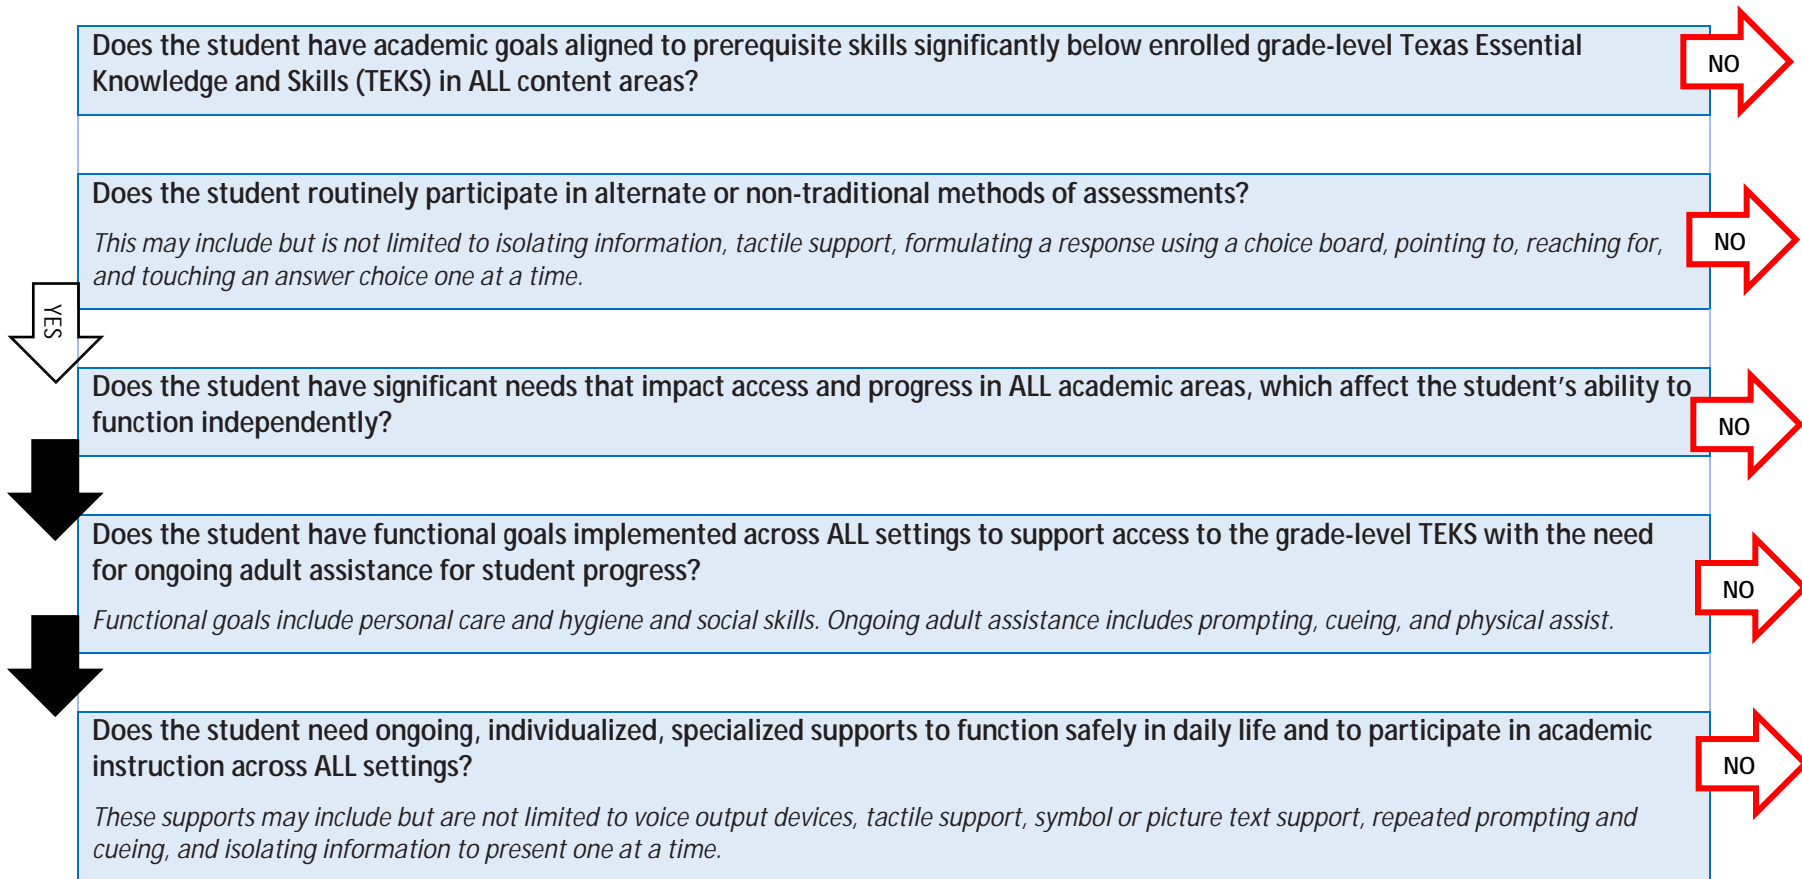 Does the student have academic goals aligned to prerequisite skills significantly below enrolled grade-level Texas Essential
Knowledge and Skills (TEKS) in ALL content areas?
NO
Does the student routinely participate in alternate or non-traditional methods of assessments?
This may include but is not limited to isolating information, tactile support, formulating a response using a choice board, pointing to, reaching for,
and touching an answer choice one at a time.
NO
YES
Does the student have significant needs that impact access and progress in ALL academic areas, which affect the student's ability to
function independently?
NO
Does the student have functional goals implemented across ALL settings to support access to the grade-level TEKS with the need
for ongoing adult assistance for student progress?
Functional goals include personal care and hygiene and social skills. Ongoing adult assistance includes prompting, cueing, and physical assist.
NO
Does the student need ongoing, individualized, specialized supports to function safely in daily life and to participate in academic
instruction across ALL settings?
These supports may include but are not limited to voice output devices, tactile support, symbol or picture text support, repeated prompting and
cueing, and isolating information to present one at a time.
NO